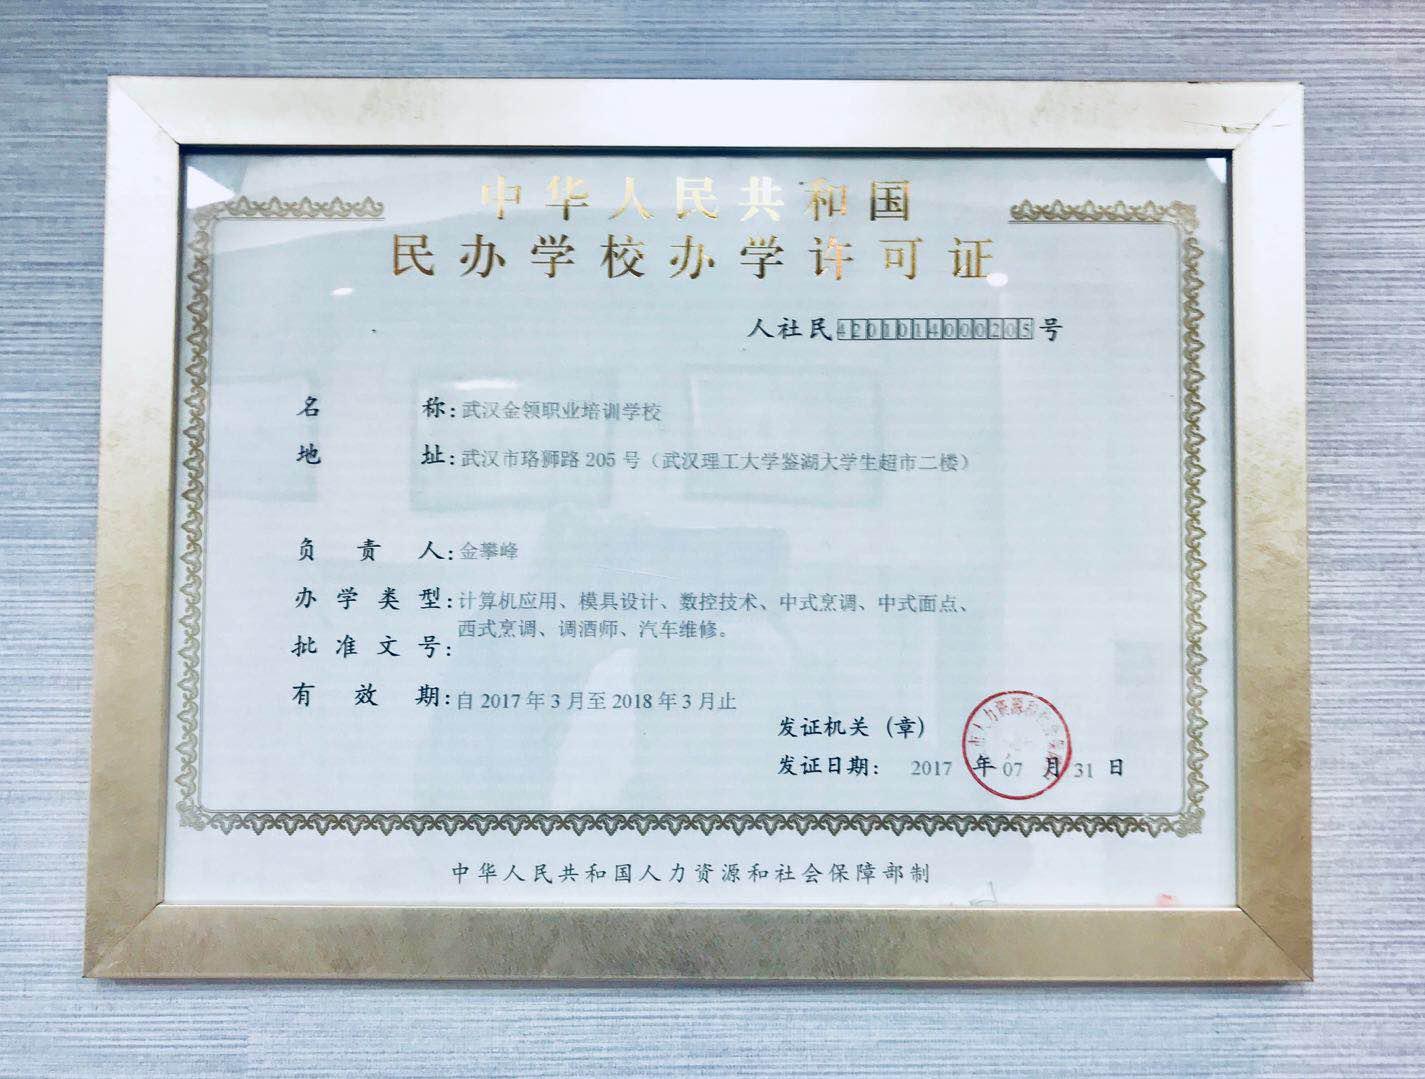 中华人民共和国
民办学校办学许可证
人社民4201014000205号
名称:武汉金领职业培训学校
地址:武汉市珞狮路205号（武汉理工大学鉴湖大学生超市二楼）
负责人:金攀峰
办学类型:计算机应用、模具设计、数控技术、中式烹调、中式面点、
西式烹调、调酒师、汽车维修。
批准文号:
有效期:自2017年3月至2018年3月止
发证机关（章）
发证日期: 2017年07月31日
市人力资源和社会保
中华人民共和国人力资源和社会保障部制